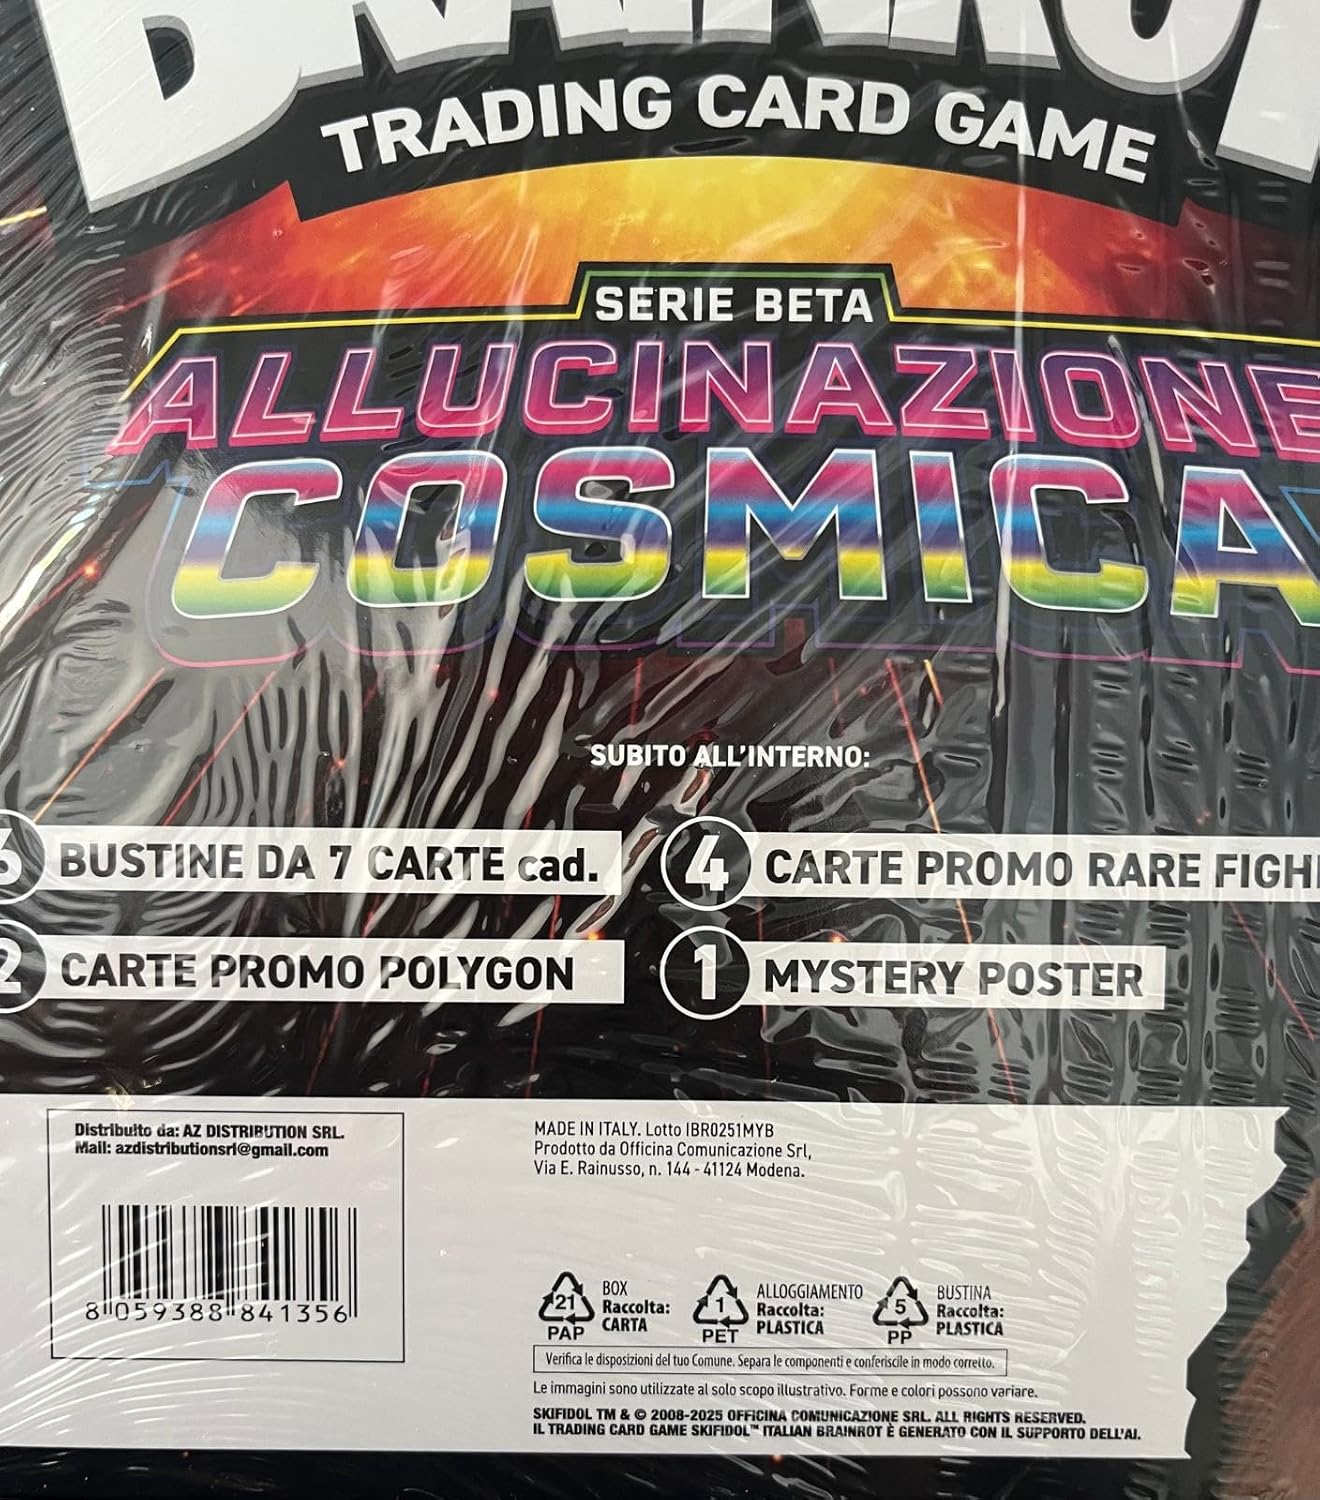 TRADING CARD GAME
SERIE BETA
ALLUCINAZIONE
COSMICA
SUBITO ALL'INTERNO:
6 BUSTINE DA 7 CARTE cad.
4 CARTE PROMO RARE FIGH
2 CARTE PROMO POLYGON
1 MYSTERY POSTER
Distribuito da: AZ DISTRIBUTION SRL.
Mail: azdistributionsrl@gmail.com
8 059388 841356
MADE IN ITALY. Lotto IBR0251MYB
Prodotto da Officina Comunicazione Srl,
Via E. Rainusso, n. 144 - 41124 Modena.
21 PAP
BOX
Raccolta:
CARTA
1 PET
ALLOGGIAMENTO
Raccolta:
PLASTICA
5 PP
BUSTINA
Raccolta:
PLASTICA
Verifica le disposizioni del tuo Comune. Separa le componenti e conferiscile in modo corretto.
Le immagini sono utilizzate al solo scopo illustrativo. Forme e colori possono variare.
SKIFIDOL TM & © 2008-2025 OFFICINA COMUNICAZIONE SRL. ALL RIGHTS RESERVED.
IL TRADING CARD GAME SKIFIDOL™ ITALIAN BRAINROT È GENERATO CON IL SUPPORTO DELL'AI.